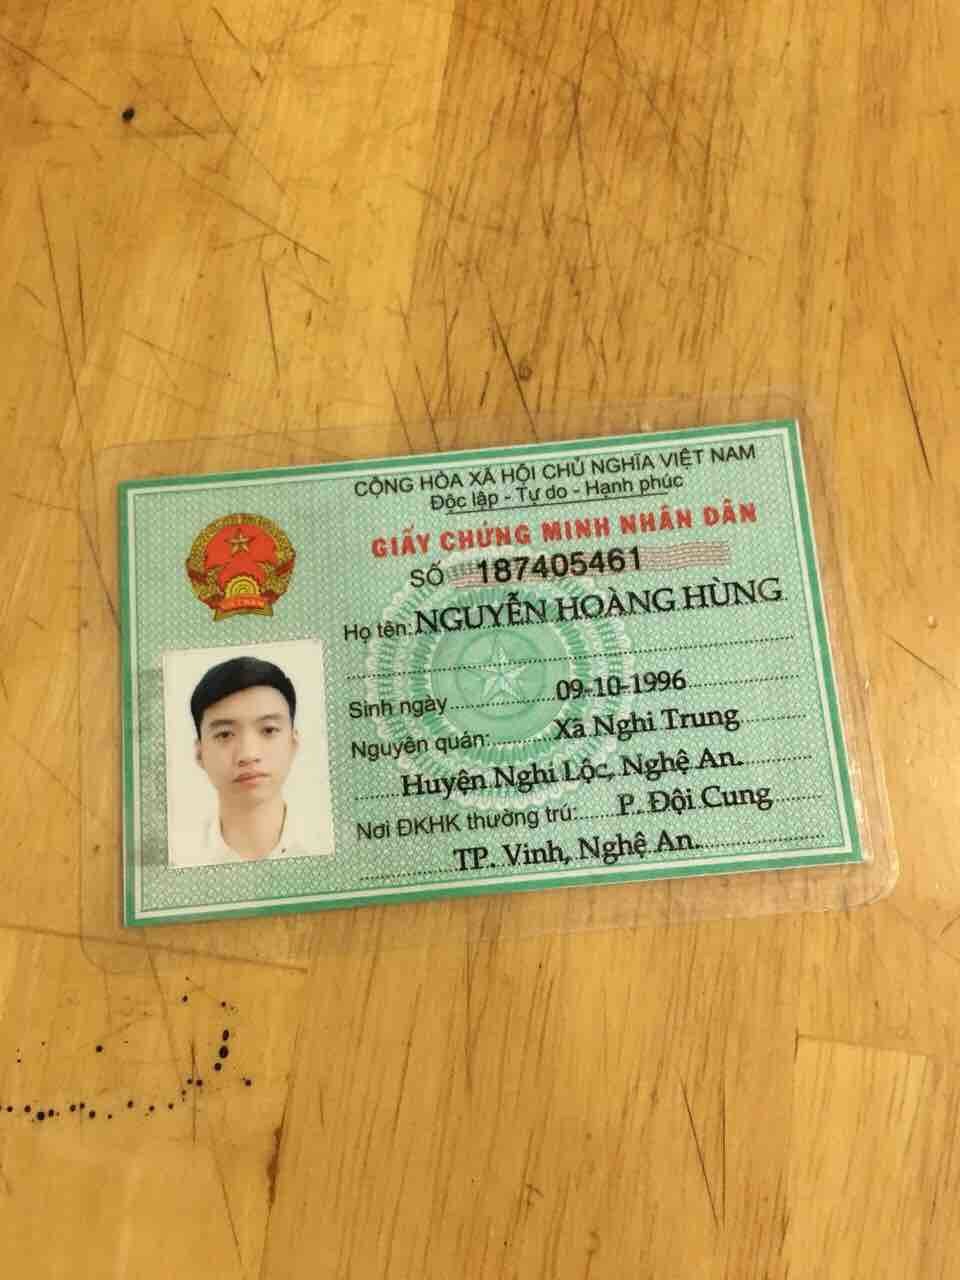 CỘNG HÒA XÃ HỘI CHỦ NGHĨA VIỆT NAM
Độc lập - Tự do - Hạnh phúc
GIẤY CHỨNG MINH NHÂN DÂN
SỐ 187405461
Họ tên: NGUYỄN HOÀNG HÙNG
Sinh ngày 09-10-1996
Nguyên quán: Xã Nghi Trung
Huyện Nghi Lộc, Nghệ An.
Nơi ĐKHK thường trú: P. Đội Cung
TP. Vinh, Nghệ An.
VIỆT NAM